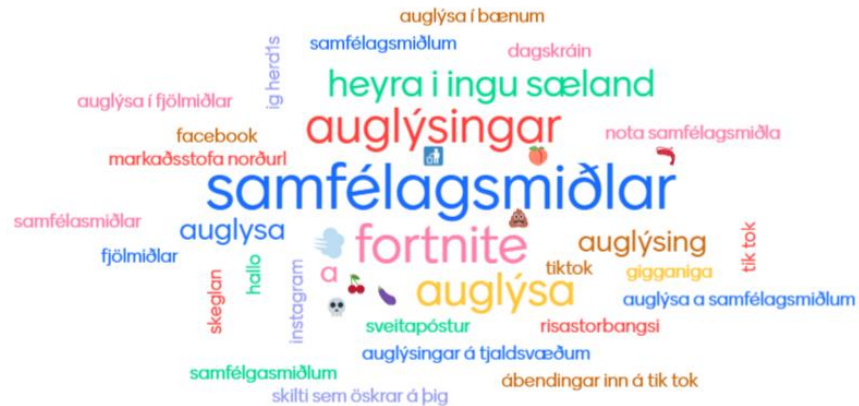 auglýsa í bænum
samfélagsmiðlum
dagskráin
ig herd1s
heyra i ingu sæland
auglýsa í fjölmiðlar
auglýsingar
facebook
nota samfélagsmiðla
markaðsstofa norðurl
samfélagsmiðlar
samfélasmiðlar
auglysa
fortnite
auglýsing
tik tok
fjölmiðlar
hallo
a
tiktok
gigganiga
skeglan
instagram
auglýsa
auglýsa a samfélagsmiðlum
sveitapóstur
risastorbangsi
auglýsingar á tjaldsvæðum
samfélgasmiðlum
ábendingar inn á tik tok
skilti sem öskrar á þig